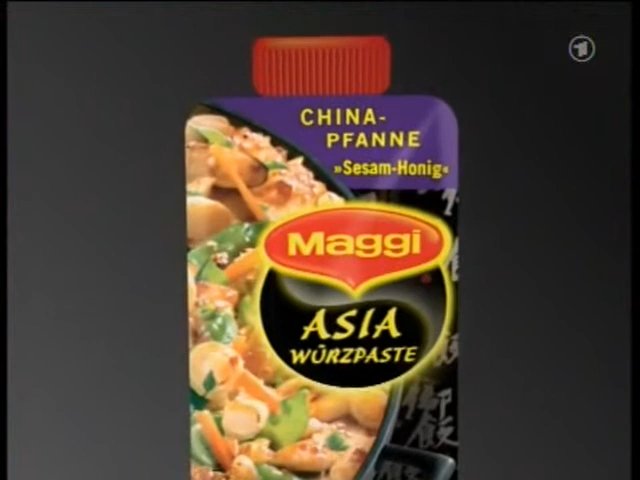 CHINA-
PFANNE
»Sesam-Honig«
Maggi
ASIA
WÜRZPASTE